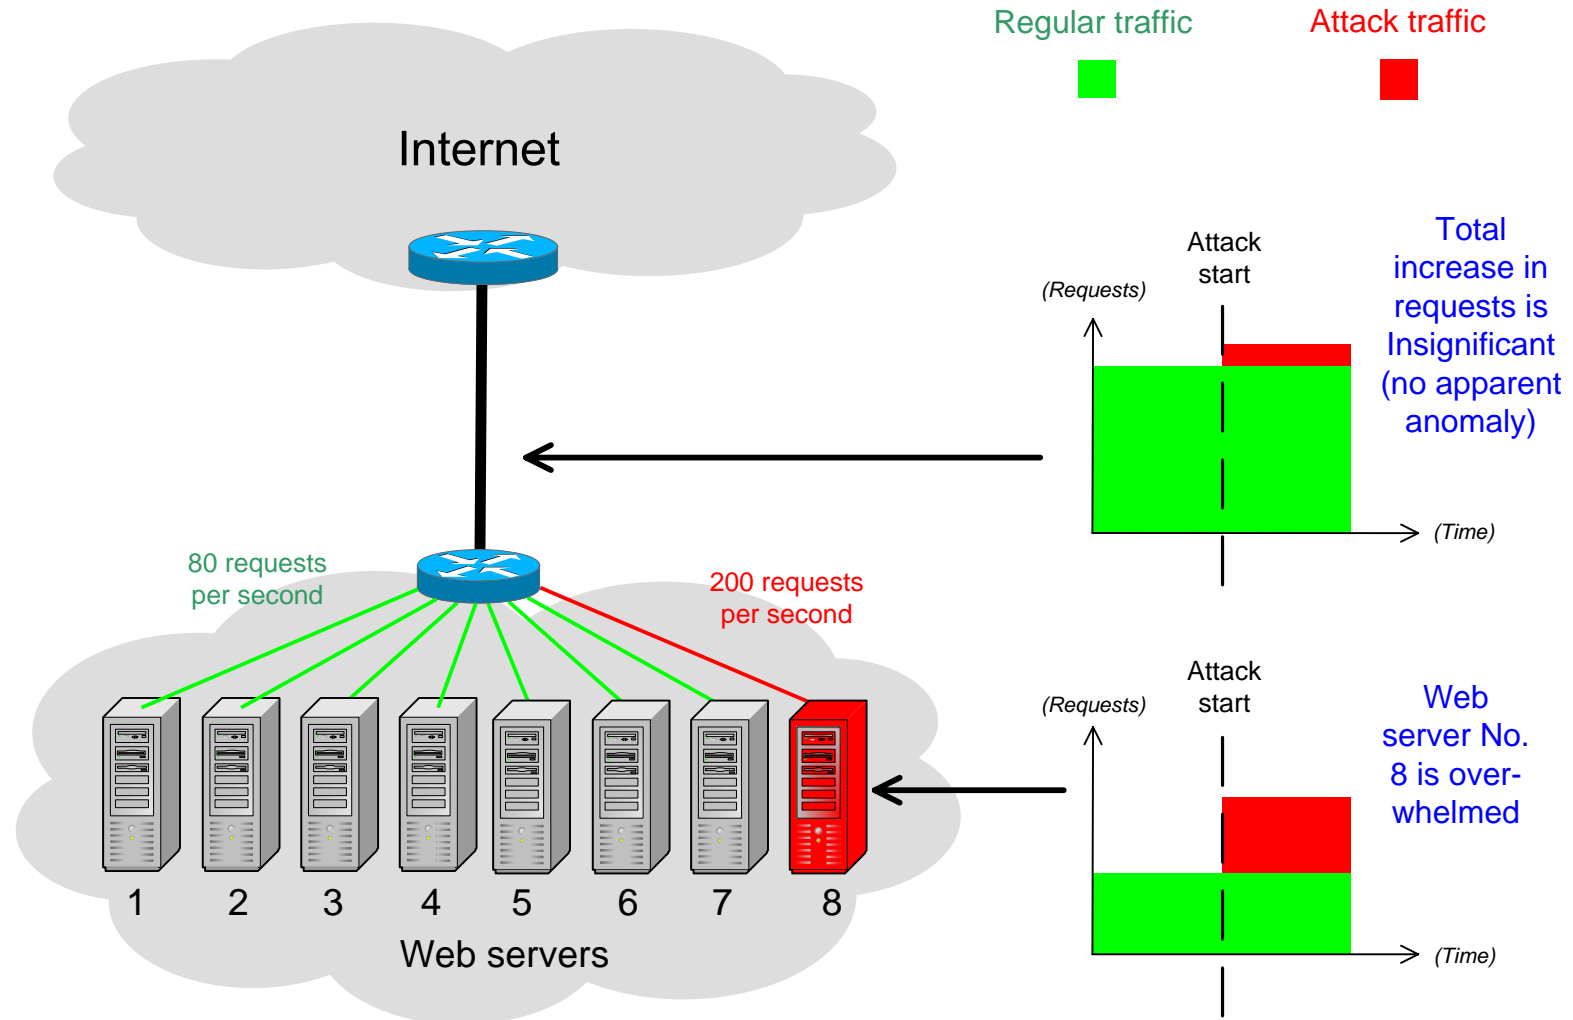 Regular traffic
Attack traffic
Internet
Attack
start
(Requests)
(Time)
Total
increase in
requests is
Insignificant
(no apparent
anomaly)
80 requests
per second
200 requests
per second
Attack
start
(Requests)
(Time)
Web
server No.
8 is over-
whelmed
1 2 3 4 5 6 7 8
Web servers